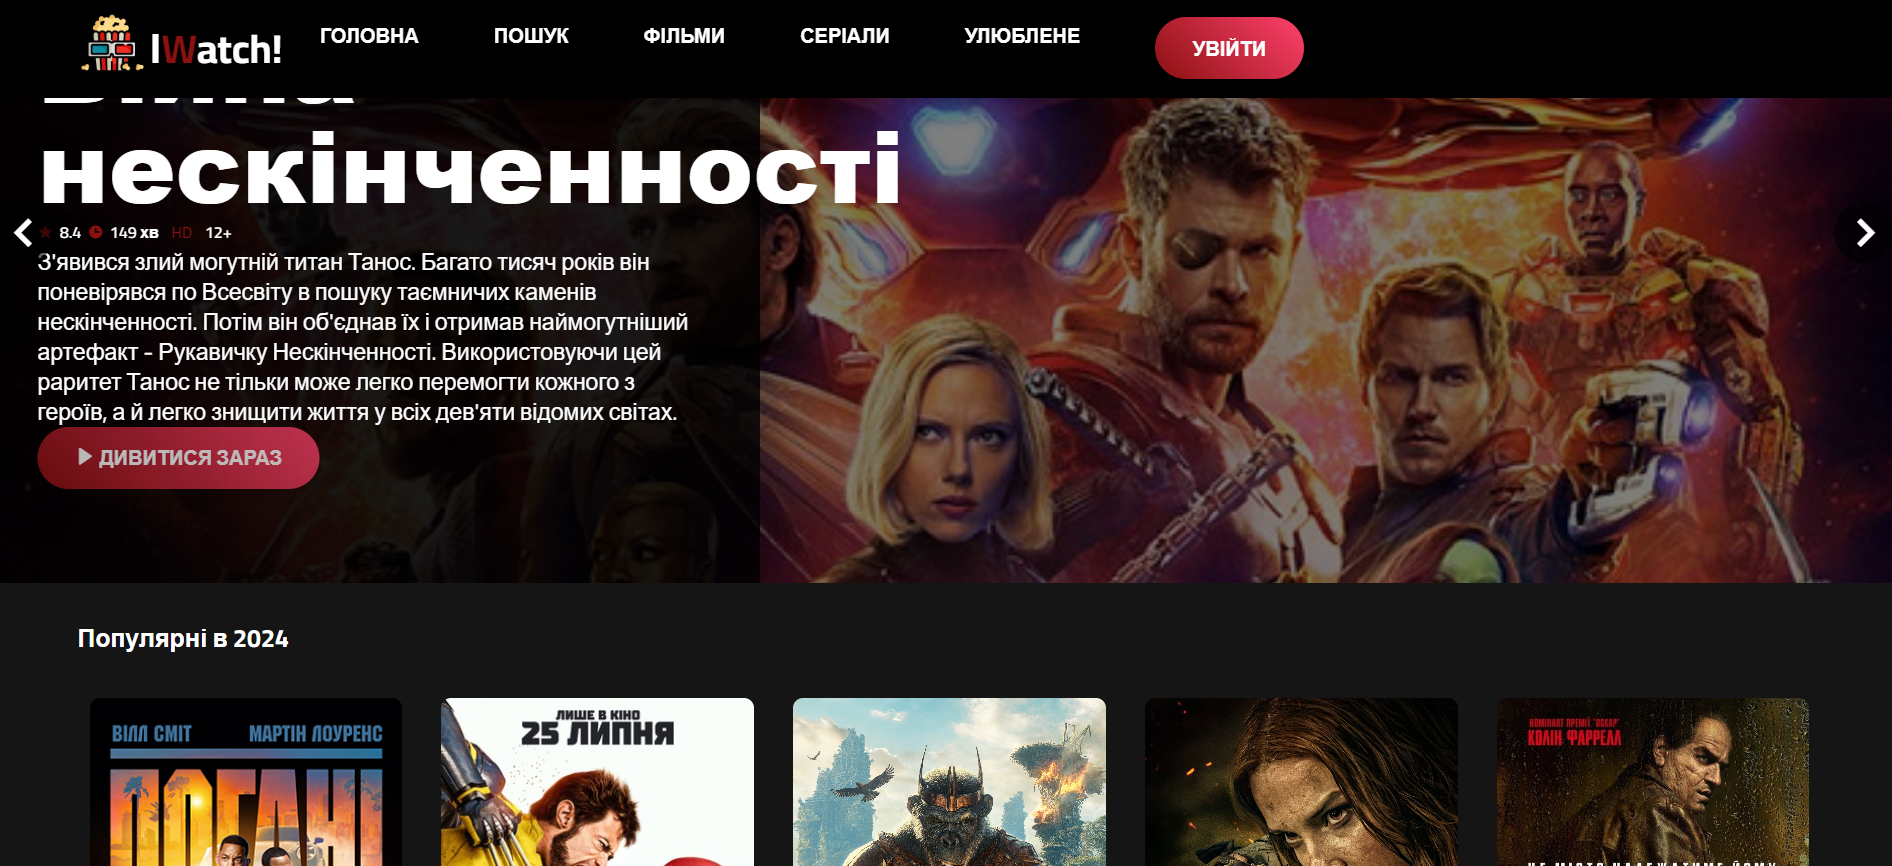 IWatch!
ГОЛОВНА
ПОШУК
ФІЛЬМИ
СЕРІАЛИ
УЛЮБЛЕНЕ
УВІЙТИ
нескінченності
8.4 149 хв HD 12+
З'явився злий могутній титан Танос. Багато тисяч років він
поневірявся по Всесвіту в пошуку таємничих каменів
нескінченності. Потім він об'єднав їх і отримав наймогутніший
артефакт - Рукавичку Нескінченності. Використовуючи цей
раритет Танос не тільки може легко перемогти кожного з
героїв, а й легко знищити життя у всіх дев'яти відомих світах.
ДИВИТИСЯ ЗАРАЗ
Популярні в 2024
ВІЛЛ СМІТ МАРТІН ЛОУРЕНС
ПОГАНІ
ЛИШЕ В КІНО
25 ЛИПНЯ
НОМІНАНТ ПРЕМІЇ "ОСКАР"
КОЛІН ФАРРЕЛЛ